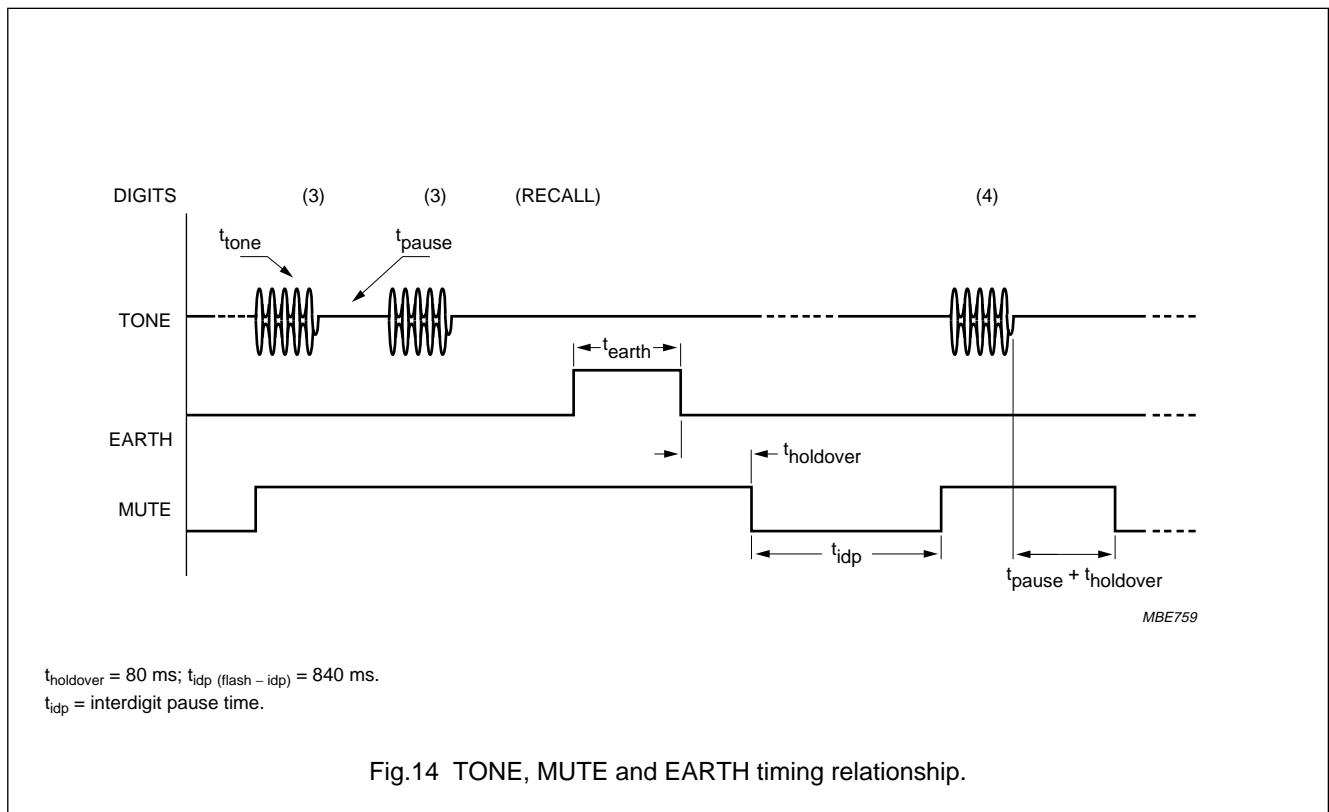 DIGITS (3) (3) (RECALL) (4)
t_tone t_pause
TONE
t_earth
EARTH
t_holdover
MUTE
t_idp
t_pause + t_holdover
MBE759
t_holdover = 80 ms; t_idp (flash – idp) = 840 ms.
t_idp = interdigit pause time.
Fig.14 TONE, MUTE and EARTH timing relationship.